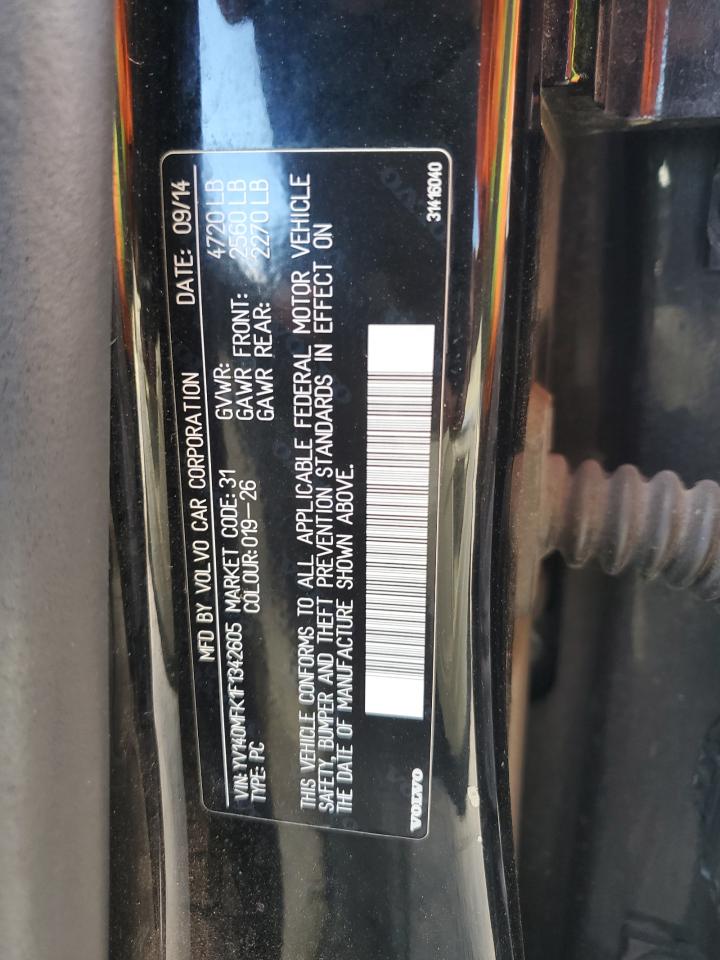 MFD BY VOLVO CAR CORPORATION DATE: 09/14
VIN: YV140MFK1F1342605 MARKET CODE: 31 GVWR: 4720 LB
TYPE: PC COLOUR: 019-26 GAWR FRONT: 2560 LB
GAWR REAR: 2270 LB
THIS VEHICLE CONFORMS TO ALL APPLICABLE FEDERAL MOTOR VEHICLE
SAFETY, BUMPER AND THEFT PREVENTION STANDARDS IN EFFECT ON
THE DATE OF MANUFACTURE SHOWN ABOVE.
VOLVO 31416040